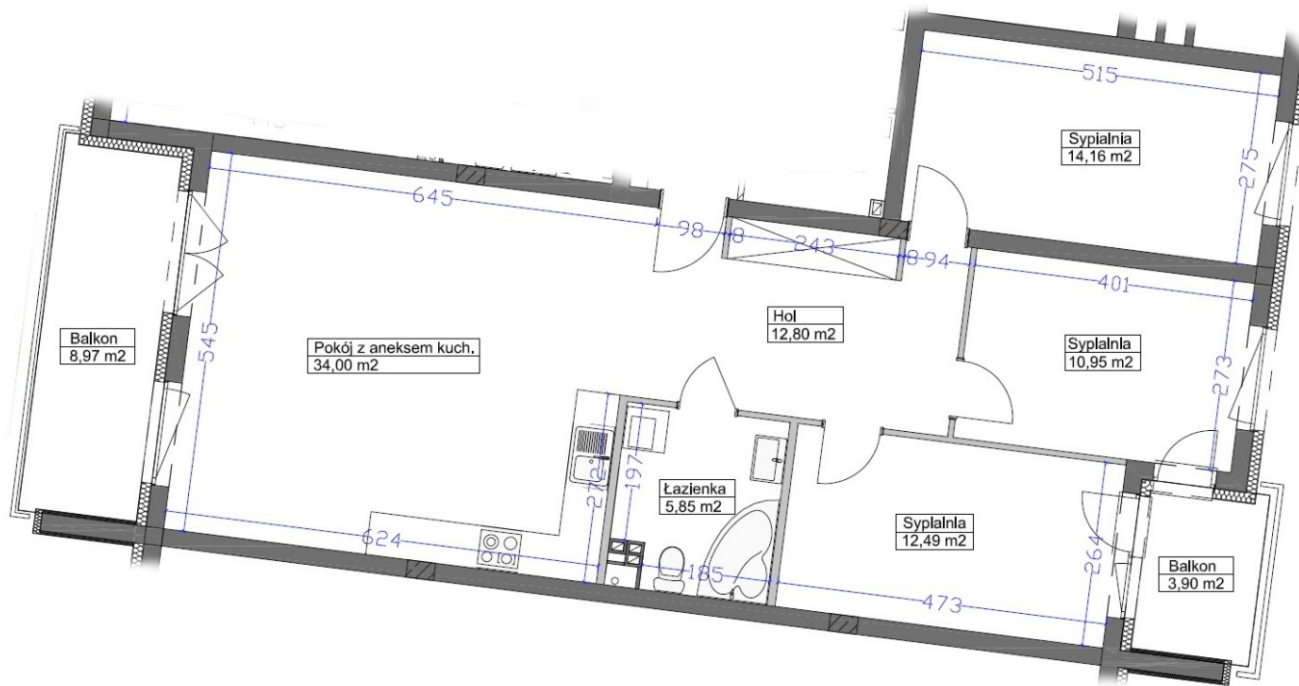 515
Sypialnia
14,16 m2
275
645
98
8
243
8
94
401
Hol
12.80 m2
Balkon
8,97 m2
545
Pokój z aneksem kuch,
34,00 m2
Syplalnla
10,95 m2
273
272
197
Łazienka
5,85 m2
Syplalnla
12,49 m2
264
Balkon
3,90 m2
624
185
473